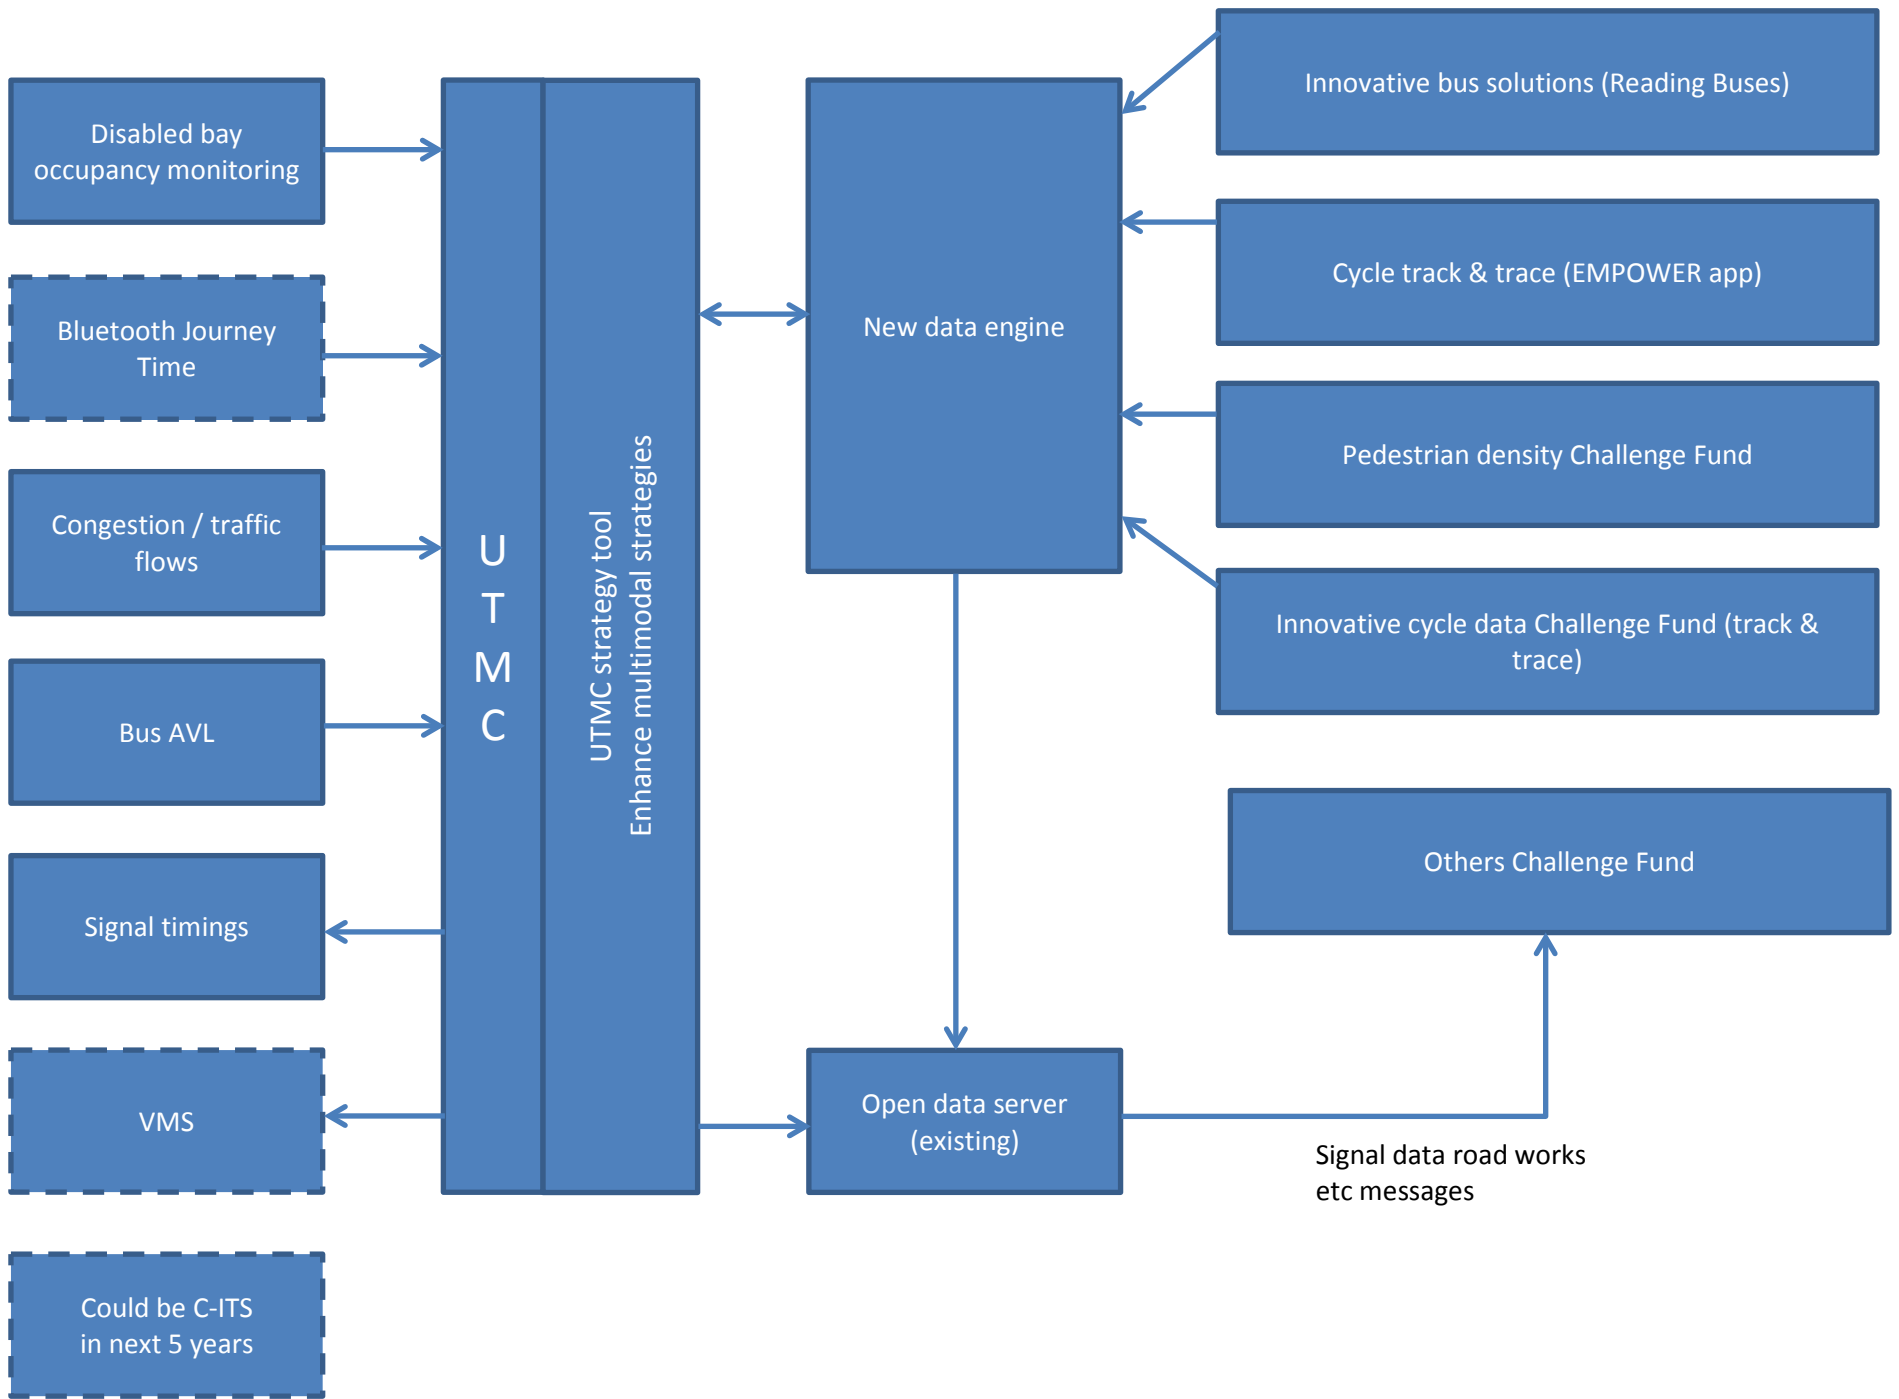 Disabled bay
occupancy monitoring
Bluetooth Journey
Time
Congestion / traffic
flows
Bus AVL
Signal timings
VMS
Could be C-ITS
in next 5 years
U
T
M
C
UTMC strategy tool
Enhance multimodal strategies
New data engine
Open data server
(existing)
Innovative bus solutions (Reading Buses)
Cycle track & trace (EMPOWER app)
Pedestrian density Challenge Fund
Innovative cycle data Challenge Fund (track &
trace)
Others Challenge Fund
Signal data road works
etc messages